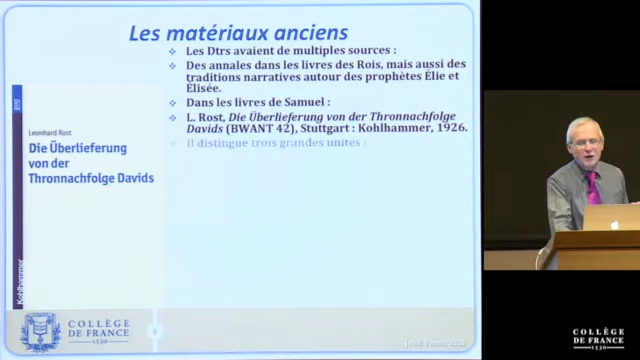 Les matériaux anciens
Les Dtrs avaient de multiples sources :
Des annales dans les livres des Rois, mais aussi des
traditions narratives autour des prophètes Élie et
Élisée.
Dans les livres de Samuel :
L. Rost, Die Überlieferung von der Thronnachfolge
Davids (BWANT 42), Stuttgart : Kohlhammer, 1926.
Il distingue trois grandes unites :
Leonhard Rost
Die Überlieferung
von der
Thronnachfolge Davids
Kohlhammer
COLLÈGE
DE FRANCE
1530
COLLÈGE
DE FRANCE
1530